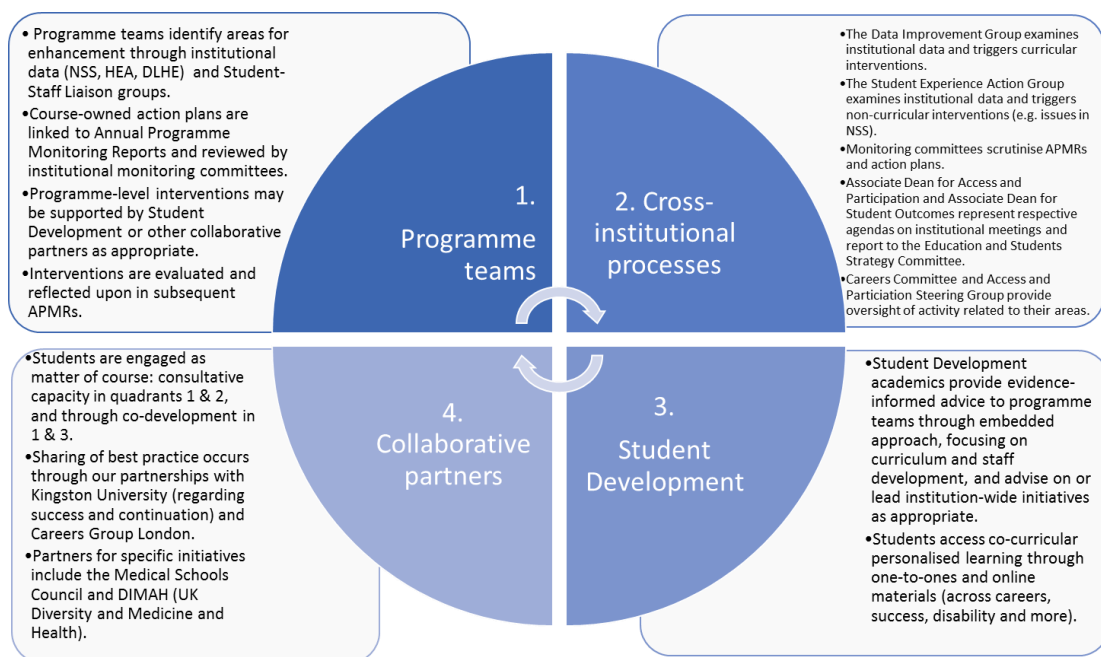 • Programme teams identify areas for
enhancement through institutional
data (NSS, HEA, DLHE) and Student-
Staff Liaison groups.
•Course-owned action plans are
linked to Annual Programme
Monitoring Reports and reviewed by
institutional monitoring committees.
•Programme-level interventions may
be supported by Student
Development or other collaborative
partners as appropriate.
•Interventions are evaluated and
reflected upon in subsequent
APMRs.
1.
Programme
teams
2. Cross-
institutional
processes
•The Data Improvement Group examines
institutional data and triggers curricular
interventions.
•The Student Experience Action Group
examines institutional data and triggers
non-curricular interventions (e.g. issues in
NSS).
•Monitoring committees scrutinise APMRs
and action plans.
•Associate Dean for Access and
Participation and Associate Dean for
Student Outcomes represent respective
agendas on institutional meetings and
report to the Education and Students
Strategy Committee.
•Careers Committee and Access and
Particiation Steering Group provide
oversight of activity related to their areas.
•Students are engaged as
matter of course: consultative
capacity in quadrants 1 & 2,
and through co-development in
1 & 3.
•Sharing of best practice occurs
through our partnerships with
Kingston University (regarding
success and continuation) and
Careers Group London.
•Partners for specific initiatives
include the Medical Schools
Council and DIMAH (UK
Diversity and Medicine and
Health).
4.
Collaborative
partners
3.
Student
Development
•Student Development
academics provide evidence-
informed advice to programme
teams through embedded
approach, focusing on
curriculum and staff
development, and advise on or
lead institution-wide initiatives
as appropriate.
•Students access co-curricular
personalised learning through
one-to-ones and online
materials (across careers,
success, disability and more).